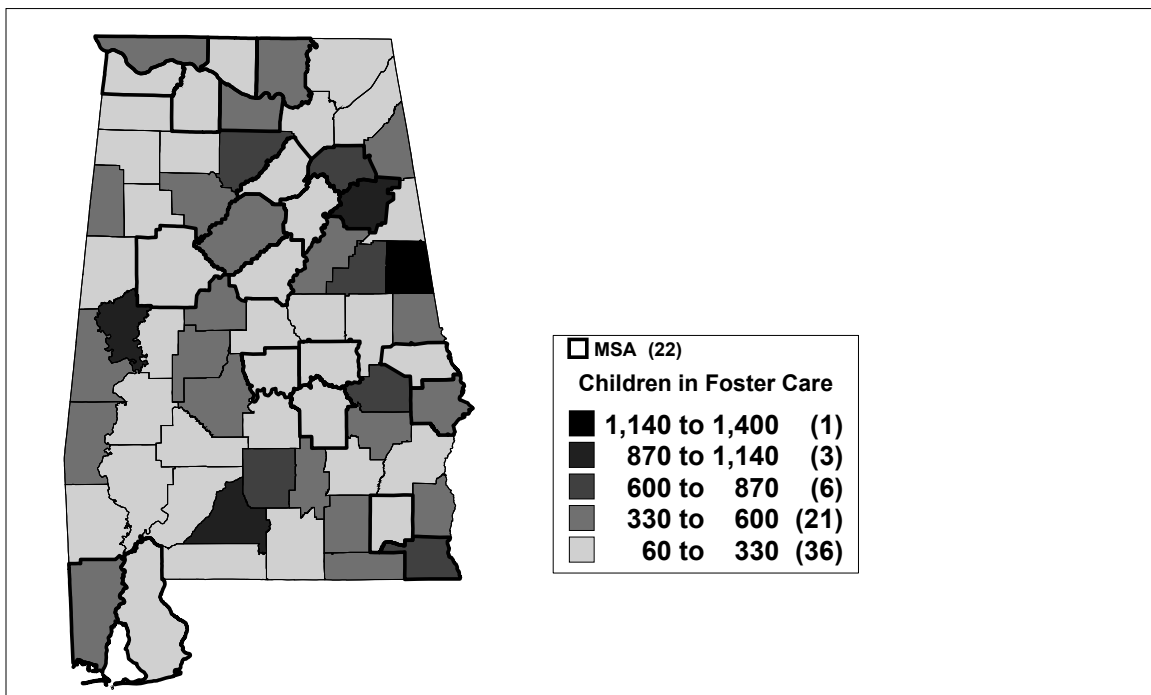 MSA (22)
Children in Foster Care
1,140 to 1,400 (1)
870 to 1,140 (3)
600 to 870 (6)
330 to 600 (21)
60 to 330 (36)